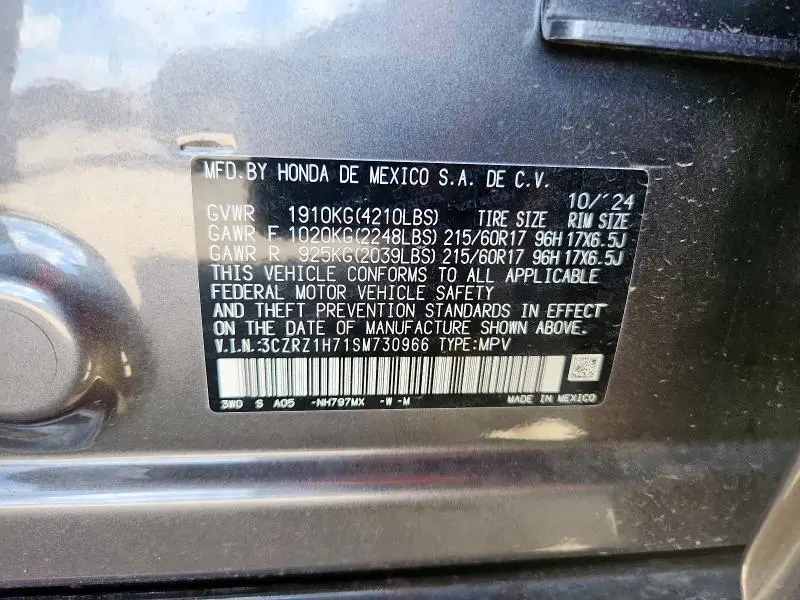 MFD.BY HONDA DE MEXICO S.A. DE C.V.
10/'24
GVWR 1910KG(4210LBS) TIRE SIZE RIM SIZE
GAWR F 1020KG(2248LBS) 215/60R17 96H 17X6.5J
GAWR R 925KG(2039LBS) 215/60R17 96H 17X6.5J
THIS VEHICLE CONFORMS TO ALL APPLICABLE
FEDERAL MOTOR VEHICLE SAFETY
AND THEFT PREVENTION STANDARDS IN EFFECT
ON THE DATE OF MANUFACTURE SHOWN ABOVE.
V.I.N.:3CZRZ1H71SM730966 TYPE:MPV
3W0 S A05 -NH797MX -W -M MADE IN MEXICO